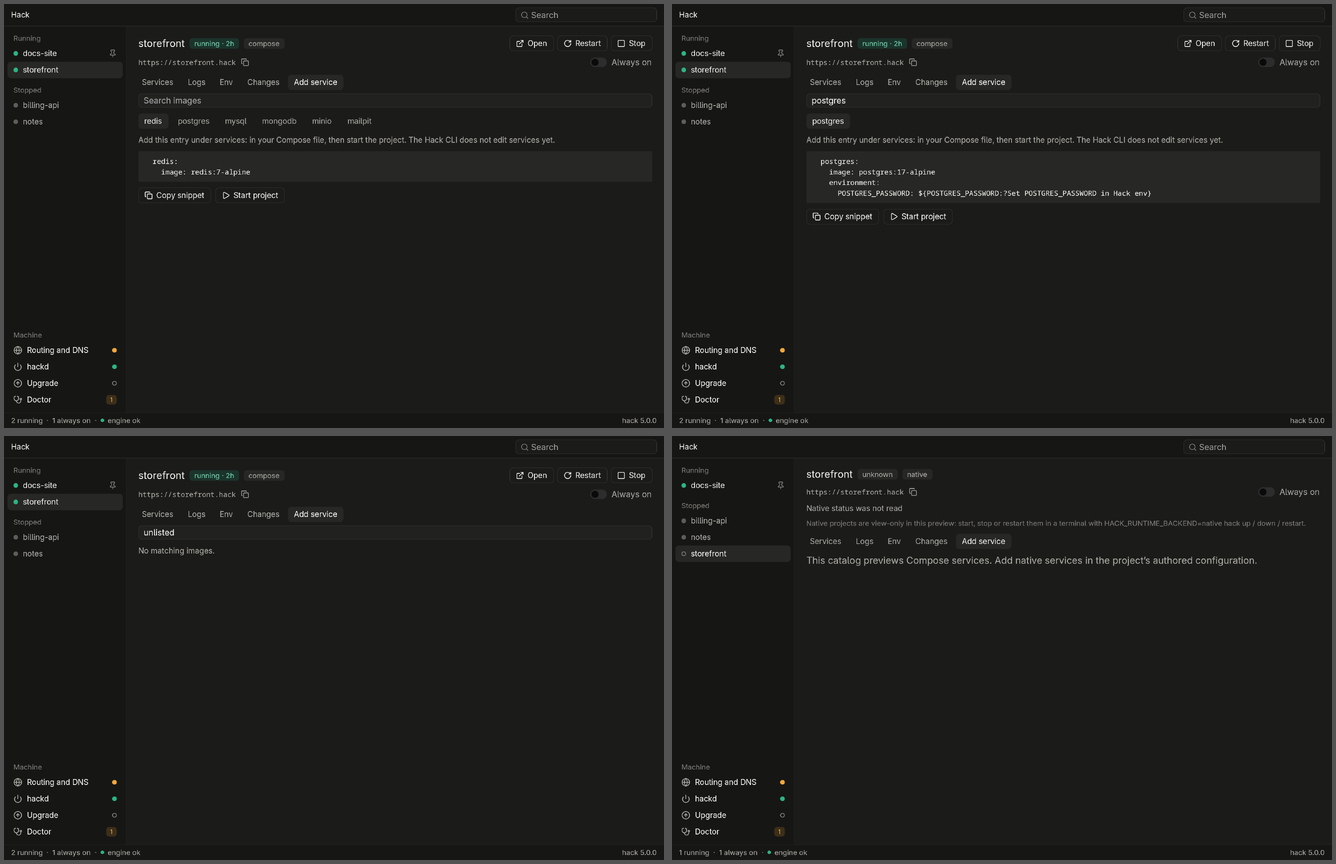 Hack
Search
Running
docs-site
storefront
Stopped
billing-api
notes
Machine
Routing and DNS
hackd
Upgrade
Doctor 1
storefront running · 2h compose
Open Restart Stop
https://storefront.hack
Always on
Services Logs Env Changes Add service
Search images
redis postgres mysql mongodb minio mailpit
Add this entry under services: in your Compose file, then start the project. The Hack CLI does not edit services yet.
redis:
image: redis:7-alpine
Copy snippet Start project
2 running · 1 always on · engine ok
hack 5.0.0
Hack
Search
Running
docs-site
storefront
Stopped
billing-api
notes
Machine
Routing and DNS
hackd
Upgrade
Doctor 1
storefront running · 2h compose
Open Restart Stop
https://storefront.hack
Always on
Services Logs Env Changes Add service
postgres
postgres
Add this entry under services: in your Compose file, then start the project. The Hack CLI does not edit services yet.
postgres:
image: postgres:17-alpine
environment:
POSTGRES_PASSWORD: ${POSTGRES_PASSWORD:?Set POSTGRES_PASSWORD in Hack env}
Copy snippet Start project
2 running · 1 always on · engine ok
hack 5.0.0
Hack
Search
Running
docs-site
storefront
Stopped
billing-api
notes
Machine
Routing and DNS
hackd
Upgrade
Doctor 1
storefront running · 2h compose
Open Restart Stop
https://storefront.hack
Always on
Services Logs Env Changes Add service
unlisted
No matching images.
2 running · 1 always on · engine ok
hack 5.0.0
Hack
Search
Running
docs-site
Stopped
billing-api
notes
storefront
Machine
Routing and DNS
hackd
Upgrade
Doctor 1
storefront unknown native
https://storefront.hack
Always on
Native status was not read
Native projects are view-only in this preview: start, stop or restart them in a terminal with HACK_RUNTIME_BACKEND=native hack up / down / restart.
Services Logs Env Changes Add service
This catalog previews Compose services. Add native services in the project's authored configuration.
1 running · 1 always on · engine ok
hack 5.0.0